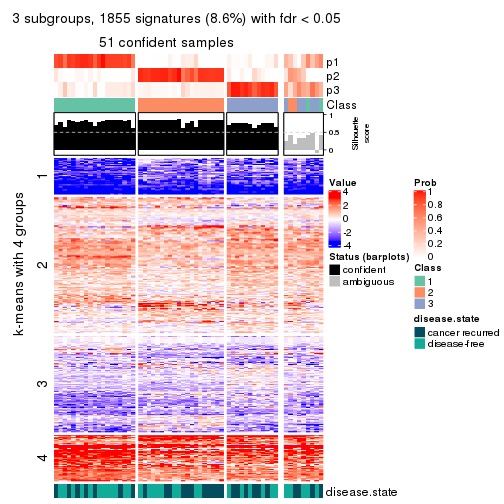 3 subgroups, 1855 signatures (8.6%) with fdr < 0.05
51 confident samples
p1
p2
p3
Class
1
0.5
0
Silhouette
score
k-means with 4 groups
1
2
3
4
Value
4
2
0
-2
-4
Status (barplots)
confident
ambiguous
Prob
1
0.8
0.6
0.4
0.2
0
Class
1
2
3
disease.state
cancer recurred
disease-free
disease.state